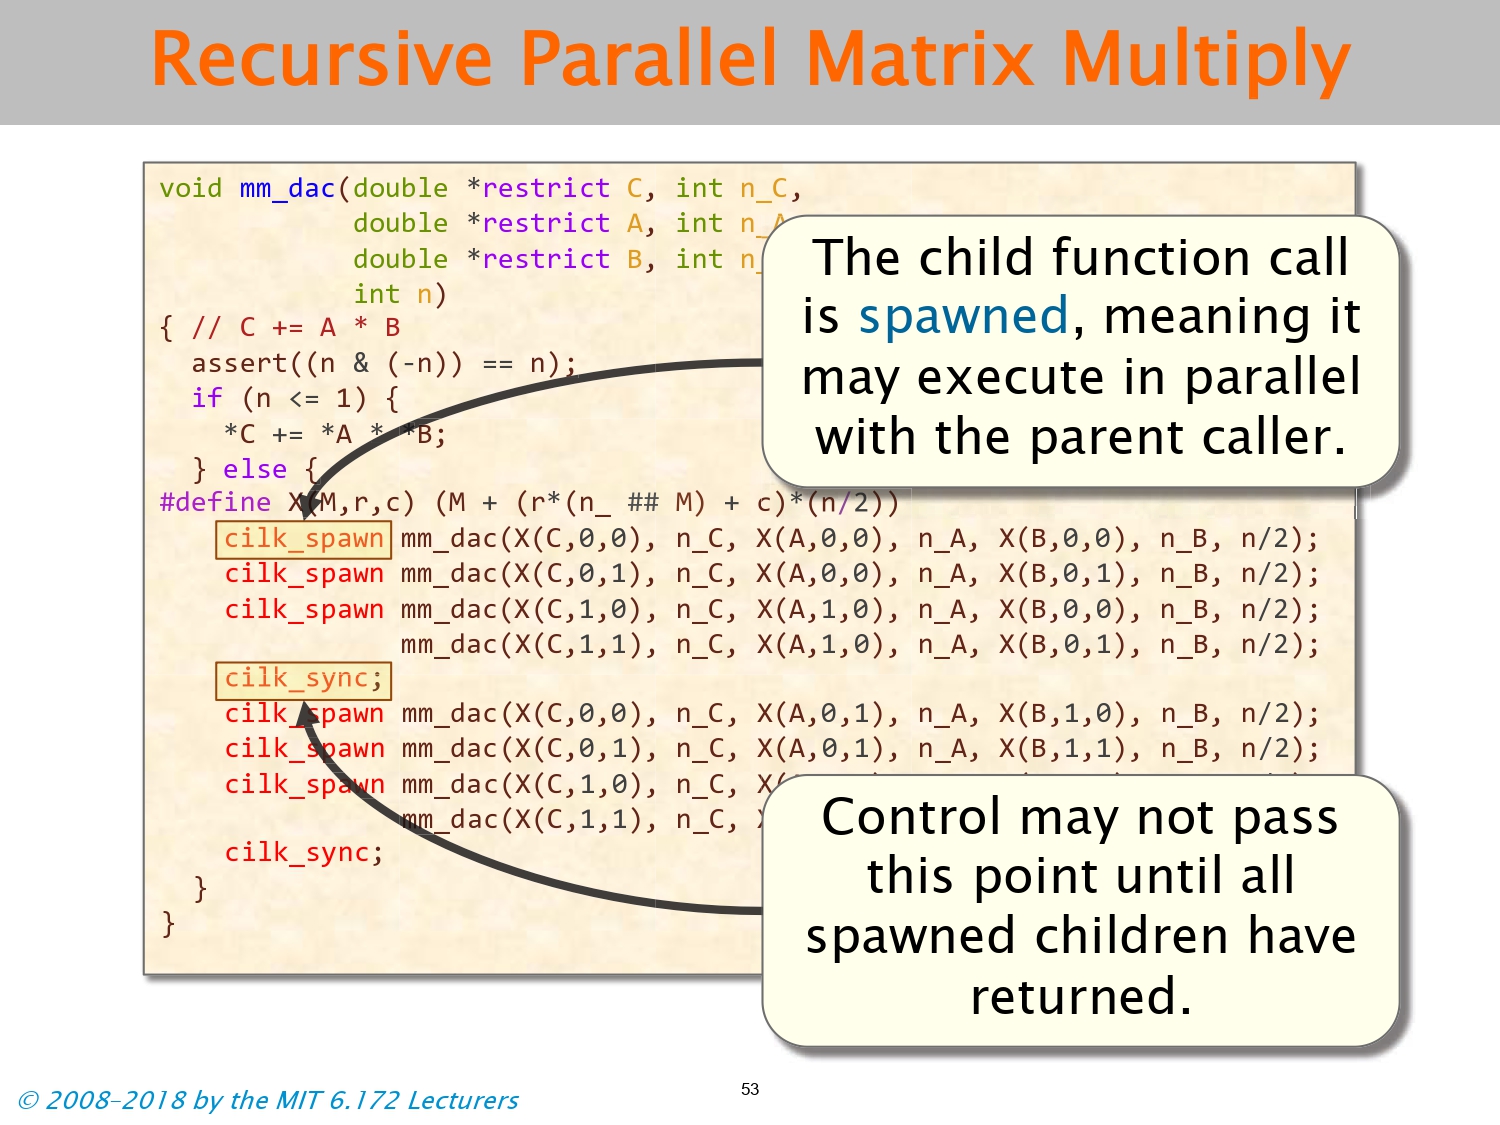 Recursive Parallel Matrix Multiply
void mm_dac(double *restrict C, int n_C,
double *restrict A, int n_A
double *restrict B, int n_
int n)
{ // C += A * B
assert((n & (-n)) == n);
if (n <= 1) {
*C += *A * *B;
} else {
#define X(M,r,c) (M + (r*(n_ ## M) + c)*(n/2))
cilk_spawn mm_dac(X(C,0,0), n_C, X(A,0,0), n_A, X(B,0,0), n_B, n/2);
cilk_spawn mm_dac(X(C,0,1), n_C, X(A,0,0), n_A, X(B,0,1), n_B, n/2);
cilk_spawn mm_dac(X(C,1,0), n_C, X(A,1,0), n_A, X(B,0,0), n_B, n/2);
mm_dac(X(C,1,1), n_C, X(A,1,0), n_A, X(B,0,1), n_B, n/2);
cilk_sync;
cilk_spawn mm_dac(X(C,0,0), n_C, X(A,0,1), n_A, X(B,1,0), n_B, n/2);
cilk_spawn mm_dac(X(C,0,1), n_C, X(A,0,1), n_A, X(B,1,1), n_B, n/2);
cilk_spawn mm_dac(X(C,1,0), n_C, X(
mm_dac(X(C,1,1), n_C,
cilk_sync;
}
}
The child function call
is spawned, meaning it
may execute in parallel
with the parent caller.
Control may not pass
this point until all
spawned children have
returned.
© 2008–2018 by the MIT 6.172 Lecturers
53